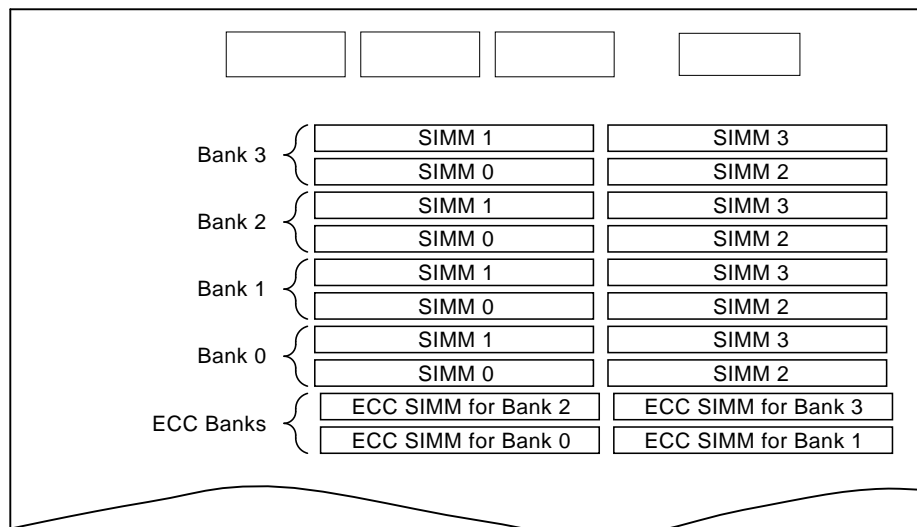 Bank 3
SIMM 1 SIMM 3
SIMM 0 SIMM 2
Bank 2
SIMM 1 SIMM 3
SIMM 0 SIMM 2
Bank 1
SIMM 1 SIMM 3
SIMM 0 SIMM 2
Bank 0
SIMM 1 SIMM 3
SIMM 0 SIMM 2
ECC Banks
ECC SIMM for Bank 2 ECC SIMM for Bank 3
ECC SIMM for Bank 0 ECC SIMM for Bank 1